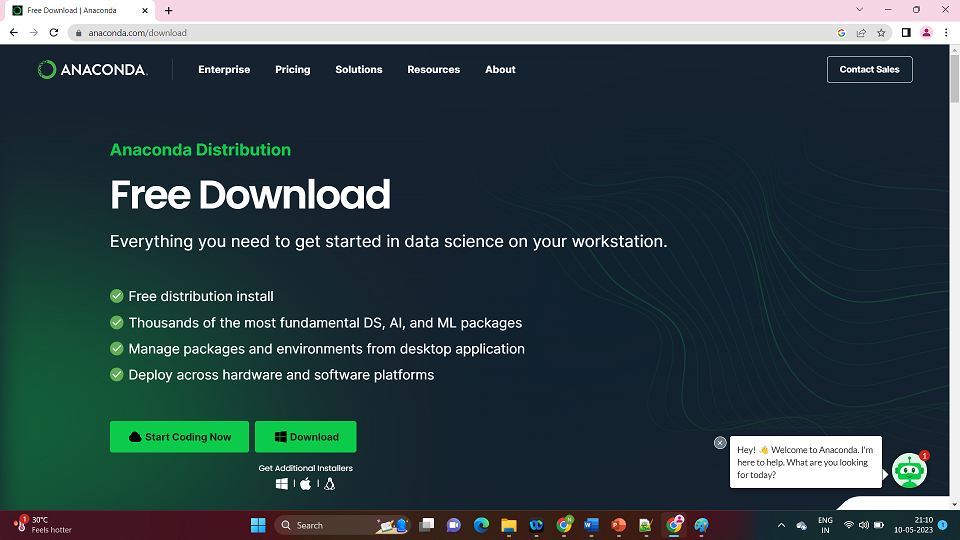 Free Download | Anaconda
anaconda.com/download
ANACONDA.
Enterprise
Pricing
Solutions
Resources
About
Contact Sales
Anaconda Distribution
Free Download
Everything you need to get started in data science on your workstation.
Free distribution install
Thousands of the most fundamental DS, AI, and ML packages
Manage packages and environments from desktop application
Deploy across hardware and software platforms
Start Coding Now
Download
Get Additional Installers
Hey! 👋 Welcome to Anaconda. I'm
here to help. What are you looking
for today?
1
1
30°C
Feels hotter
Search
N
ENG
IN
21:10
10-05-2023
3